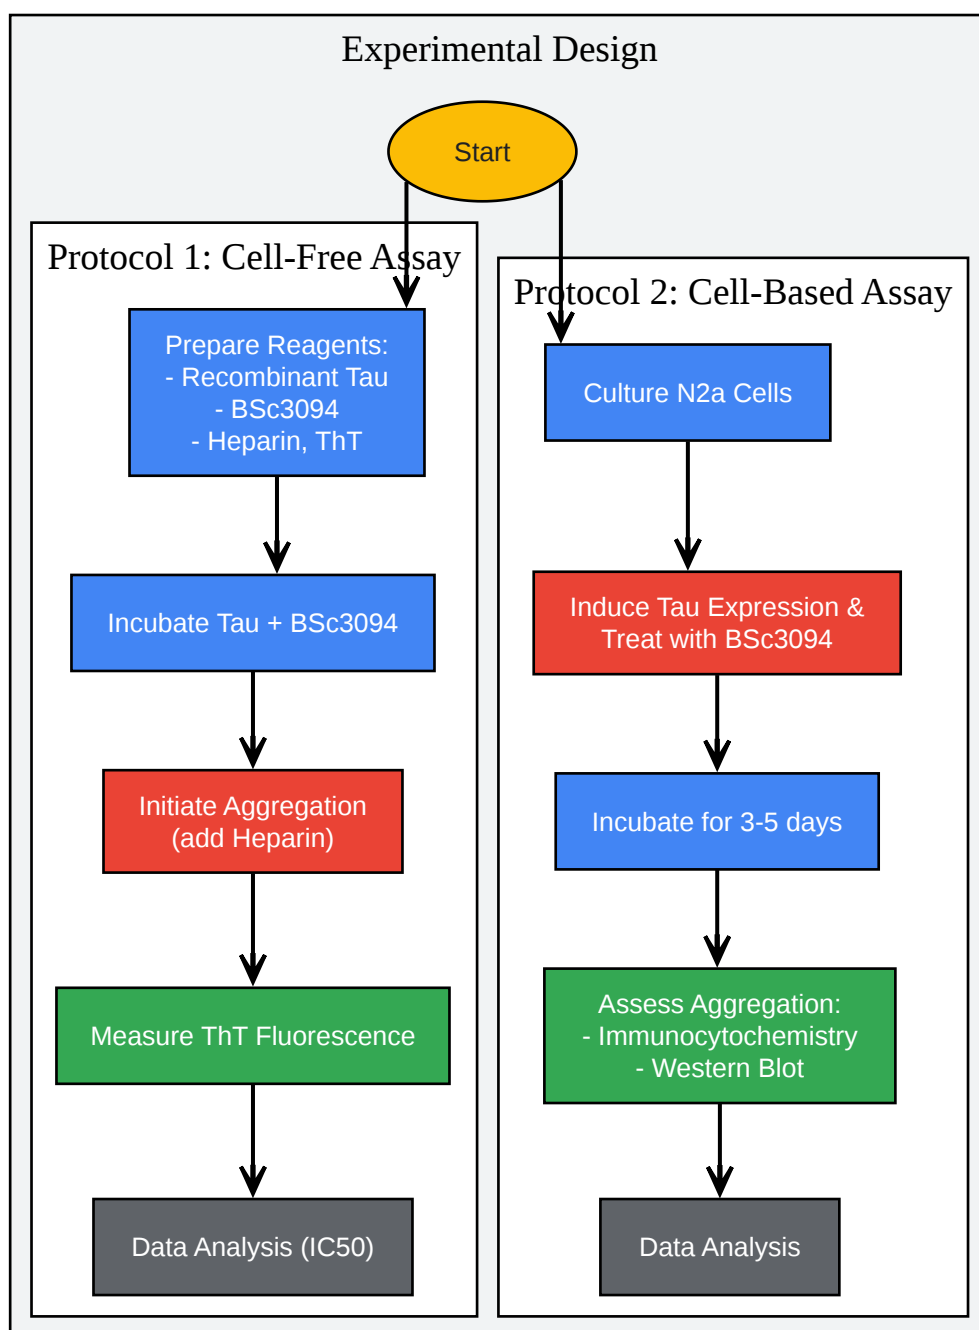 Experimental Design
Start
Protocol 1: Cell-Free Assay
Prepare Reagents:
- Recombinant Tau
- BSc3094
- Heparin, ThT
Incubate Tau + BSc3094
Initiate Aggregation
(add Heparin)
Measure ThT Fluorescence
Data Analysis (IC50)
Protocol 2: Cell-Based Assay
Culture N2a Cells
Induce Tau Expression &
Treat with BSc3094
Incubate for 3-5 days
Assess Aggregation:
- Immunocytochemistry
- Western Blot
Data Analysis